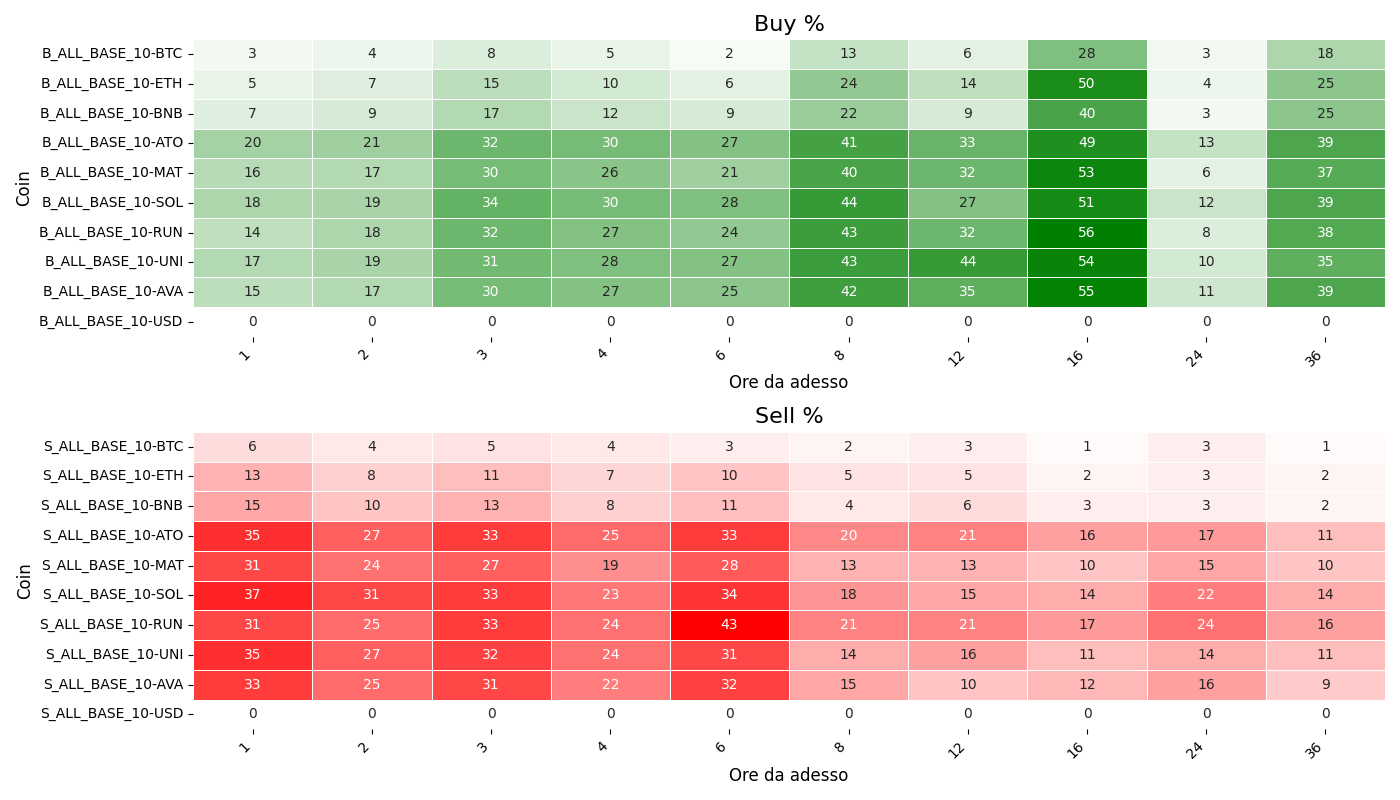 Buy %
Coin
B_ALL_BASE_10-BTC 3 4 8 5 2 13 6 28 3 18
B_ALL_BASE_10-ETH 5 7 15 10 6 24 14 50 4 25
B_ALL_BASE_10-BNB 7 9 17 12 9 22 9 40 3 25
B_ALL_BASE_10-ATO 20 21 32 30 27 41 33 49 13 39
B_ALL_BASE_10-MAT 16 17 30 26 21 40 32 53 6 37
B_ALL_BASE_10-SOL 18 19 34 30 28 44 27 51 12 39
B_ALL_BASE_10-RUN 14 18 32 27 24 43 32 56 8 38
B_ALL_BASE_10-UNI 17 19 31 28 27 43 44 54 10 35
B_ALL_BASE_10-AVA 15 17 30 27 25 42 35 55 11 39
B_ALL_BASE_10-USD 0 0 0 0 0 0 0 0 0 0
1 2 3 4 6 8 12 16 24 36
Ore da adesso
Sell %
Coin
S_ALL_BASE_10-BTC 6 4 5 4 3 2 3 1 3 1
S_ALL_BASE_10-ETH 13 8 11 7 10 5 5 2 3 2
S_ALL_BASE_10-BNB 15 10 13 8 11 4 6 3 3 2
S_ALL_BASE_10-ATO 35 27 33 25 33 20 21 16 17 11
S_ALL_BASE_10-MAT 31 24 27 19 28 13 13 10 15 10
S_ALL_BASE_10-SOL 37 31 33 23 34 18 15 14 22 14
S_ALL_BASE_10-RUN 31 25 33 24 43 21 21 17 24 16
S_ALL_BASE_10-UNI 35 27 32 24 31 14 16 11 14 11
S_ALL_BASE_10-AVA 33 25 31 22 32 15 10 12 16 9
S_ALL_BASE_10-USD 0 0 0 0 0 0 0 0 0 0
1 2 3 4 6 8 12 16 24 36
Ore da adesso